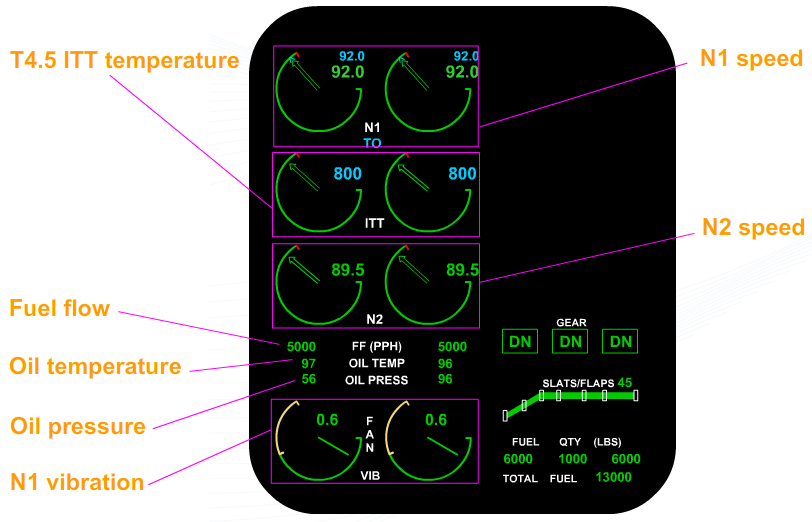 T4.5 ITT temperature
N1 speed
N2 speed
Fuel flow
Oil temperature
Oil pressure
N1 vibration
92.0 92.0
92.0 92.0
N1
TO
800 800
ITT
89.5 89.5
N2
5000 FF (PPH) 5000
97 OIL TEMP 96
56 OIL PRESS 96
0.6 FAN 0.6
VIB
GEAR
DN DN DN
SLATS/FLAPS 45
FUEL QTY (LBS)
6000 1000 6000
TOTAL FUEL 13000